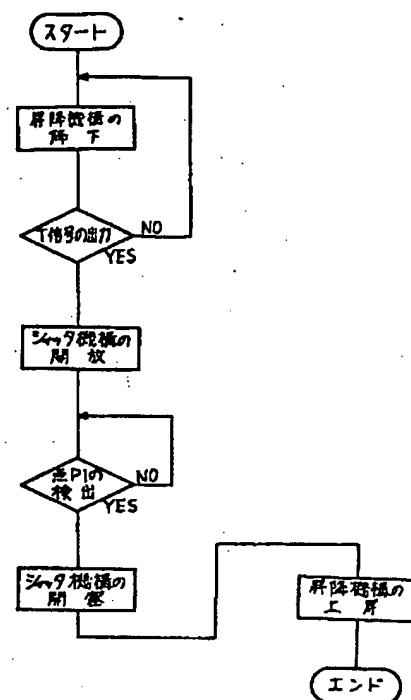 スタート
昇降機構の
降下
T信号の出力
NO
YES
シャッタ機構の
開放
点P1の
検出
NO
YES
シャッタ機構の
閉塞
昇降機構の
上昇
エンド